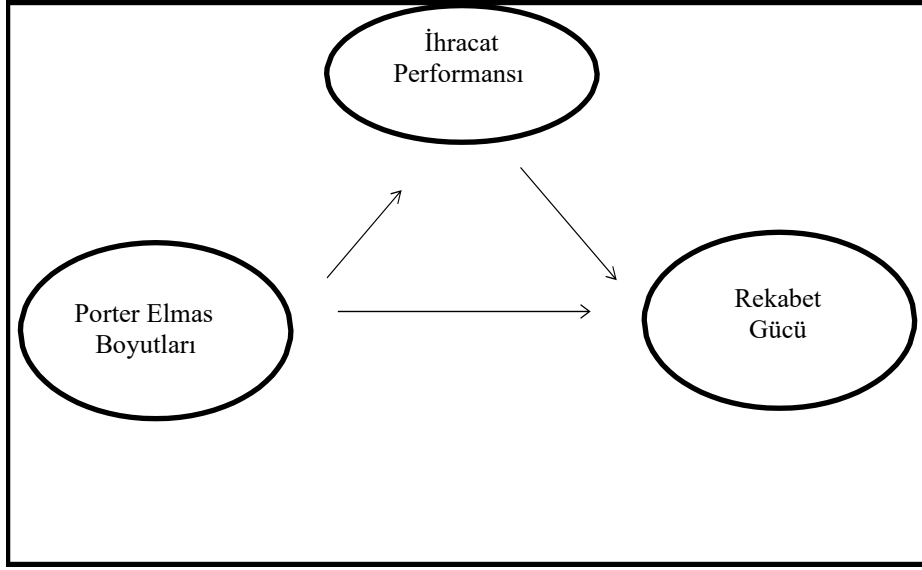 İhracat
Performansı
Porter Elmas
Boyutları
Rekabet
Gücü